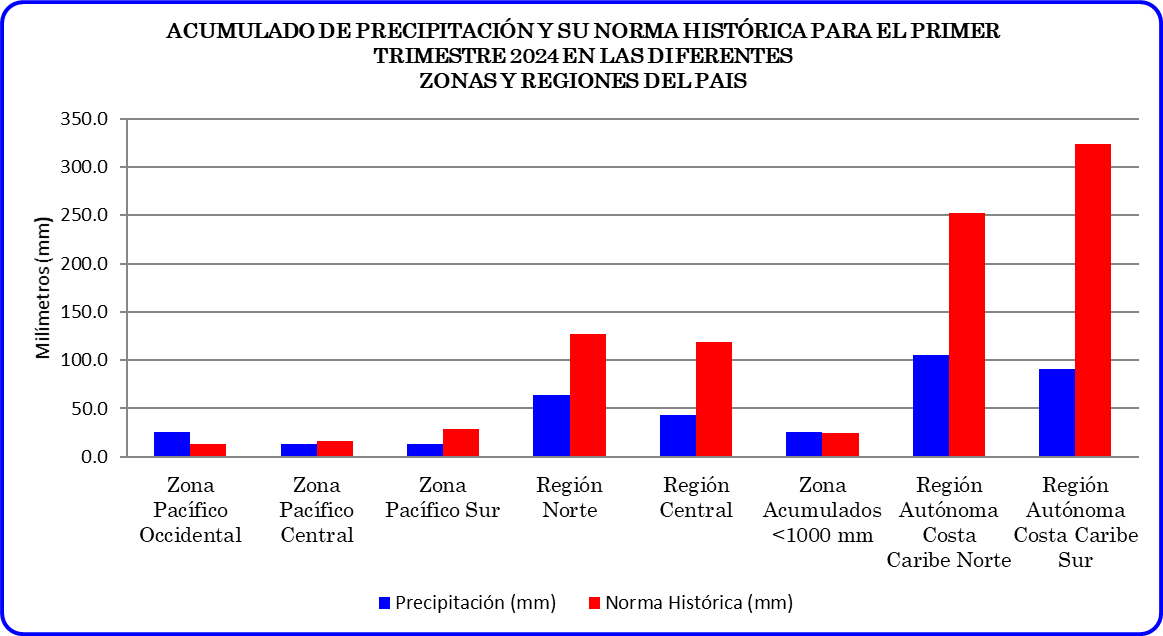 ACUMULADO DE PRECIPITACIÓN Y SU NORMA HISTÓRICA PARA EL PRIMER
TRIMESTRE 2024 EN LAS DIFERENTES
ZONAS Y REGIONES DEL PAIS
Milímetros (mm)
350.0
300.0
250.0
200.0
150.0
100.0
50.0
0.0
Zona
Pacífico
Occidental
Zona
Pacífico
Central
Zona
Pacífico Sur
Región
Norte
Región
Central
Zona
Acumulados
<1000 mm
Región
Autónoma
Costa
Caribe Norte
Región
Autónoma
Costa Caribe
Sur
Precipitación (mm)
Norma Histórica (mm)